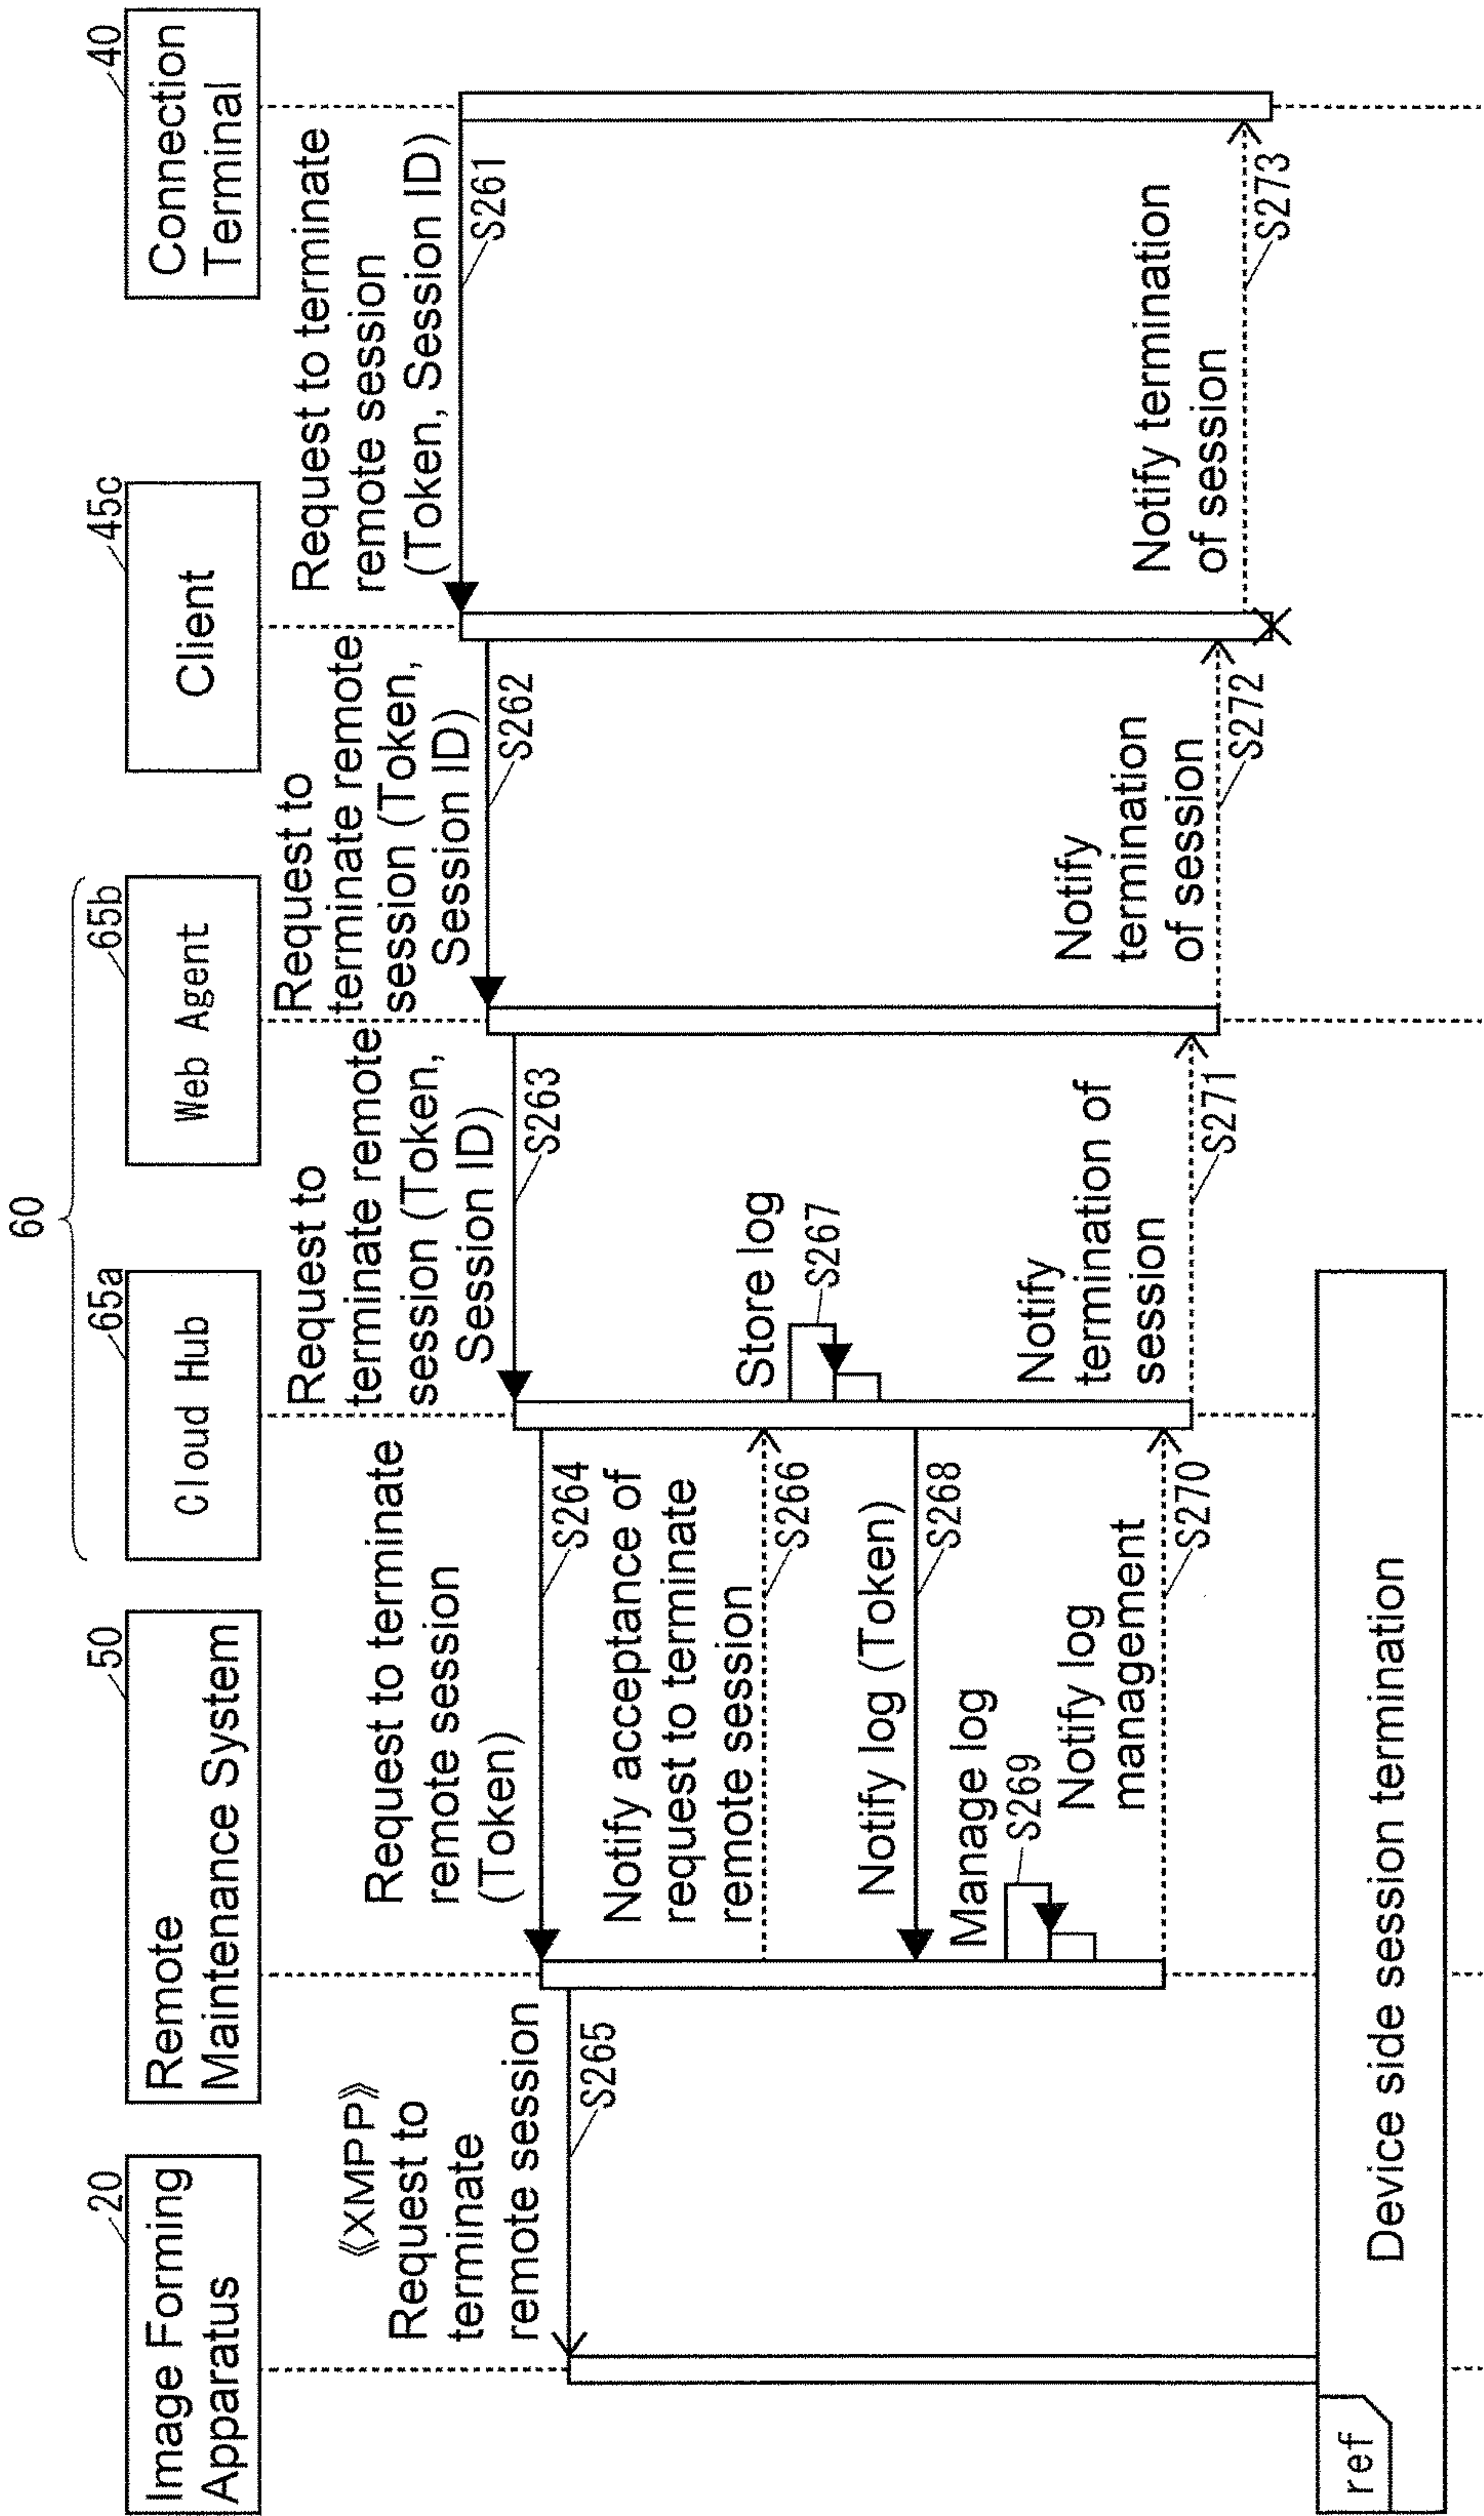 20
Image Forming
Apparatus
50
Remote
Maintenance System
60
65a
Cloud Hub
65b
Web Agent
45c
Client
40
Connection
Terminal
Request to terminate
remote session
(Token, Session ID)
S261
Request to
terminate remote
session (Token,
Session ID)
S262
Request to
terminate remote
session (Token,
Session ID)
S263
Request to terminate
remote session
(Token)
S264
《XMPP》
Request to
terminate
remote session
S265
Notify acceptance of
request to terminate
remote session
S266
Store log
S267
Notify log (Token)
S268
Manage log
S269
Notify log
management
S270
Notify
termination of
session
S271
Notify
termination
of session
S272
Notify termination
of session
S273
ref
Device side session termination